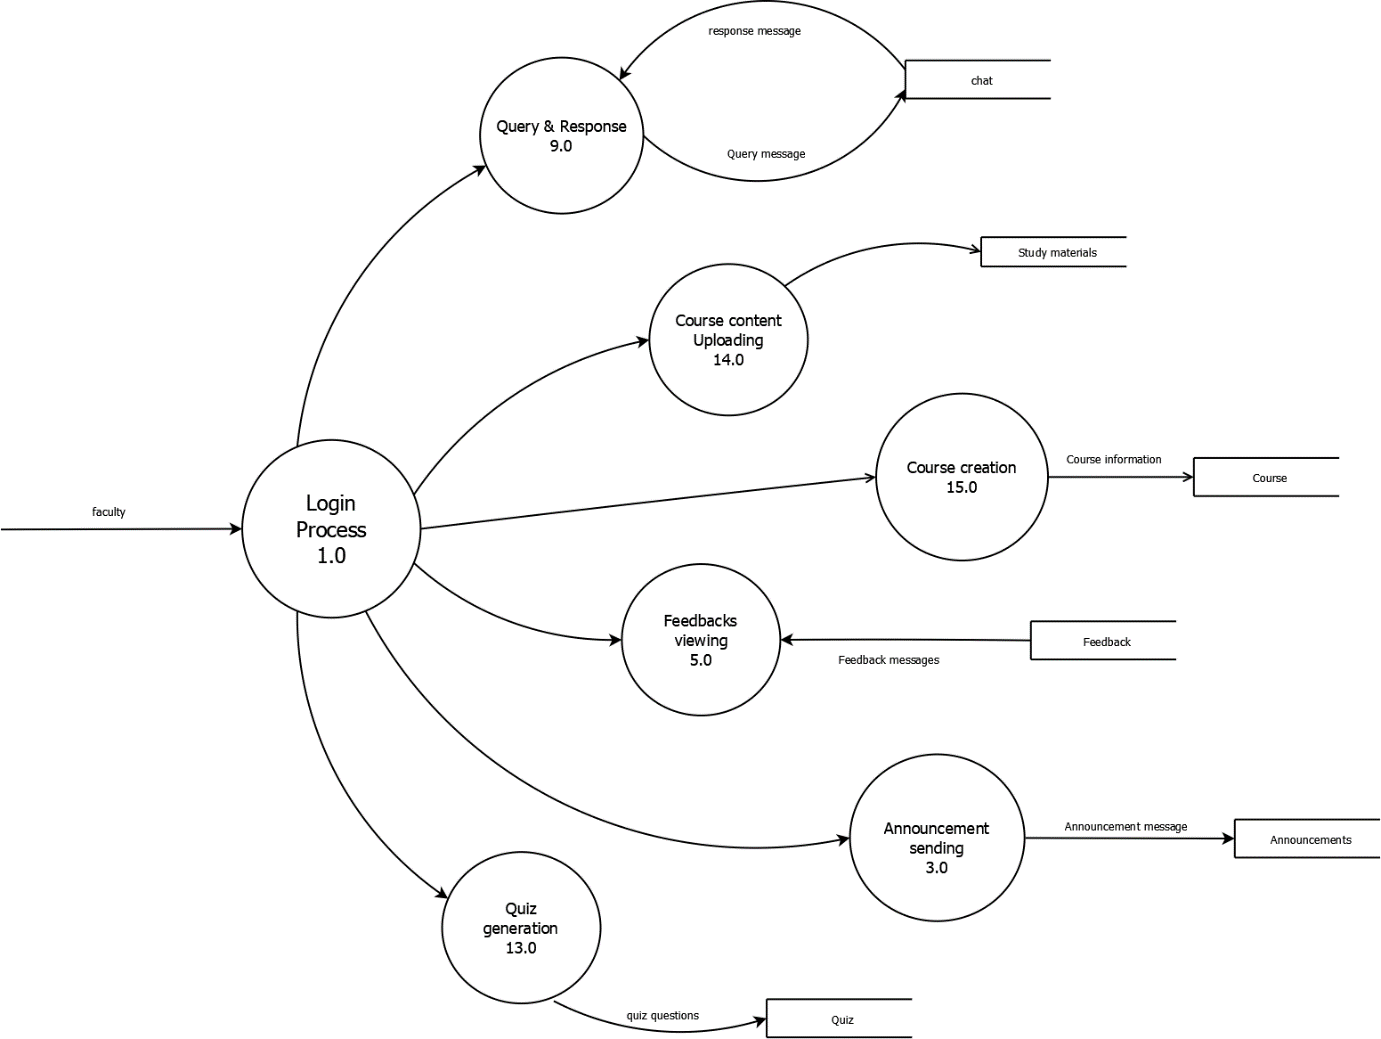 response message
chat
Query & Response
9.0
Query message
Study materials
Course content
Uploading
14.0
Course creation
15.0
Course information
Course
Login
Process
1.0
faculty
Feedbacks
viewing
5.0
Feedback
Feedback messages
Announcement
sending
3.0
Announcement message
Announcements
Quiz
generation
13.0
quiz questions
Quiz